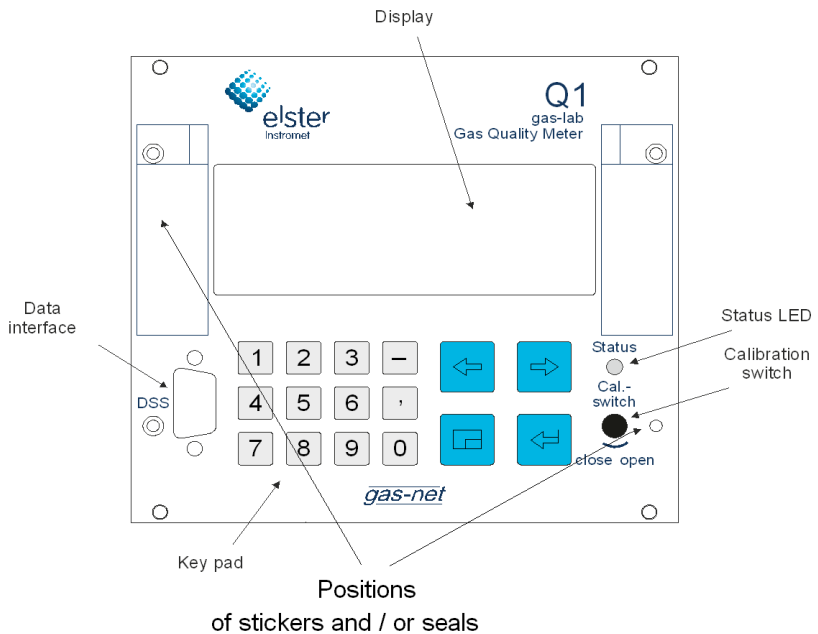 Display
elster
Instromet
Q1
gas-lab
Gas Quality Meter
Data
interface
Status LED
Calibration
switch
1 2 3 –
4 5 6 ,
7 8 9 0
Status
Cal.-
switch
close open
DSS
gas-net
Key pad
Positions
of stickers and / or seals